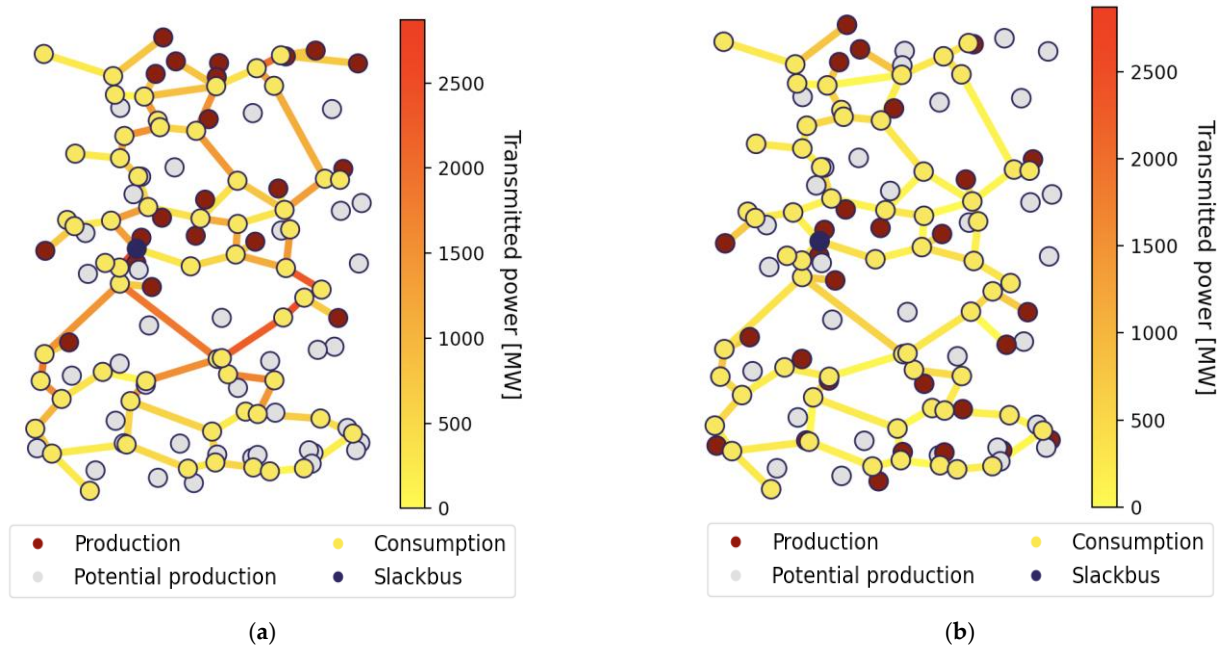 2500
2000
1500
1000
500
0
Transmitted power [MW]
Production
Consumption
Potential production
Slackbus
(a)
2500
2000
1500
1000
500
0
Transmitted power [MW]
Production
Consumption
Potential production
Slackbus
(b)